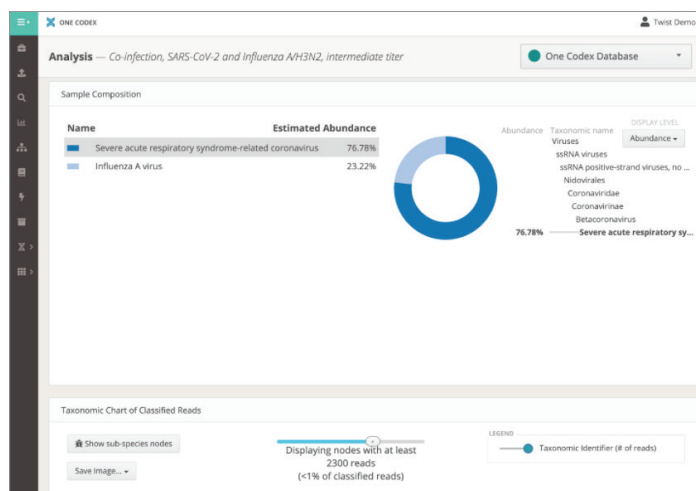 ONE CODEX
Twist Demo
Analysis — Co-infection, SARS-CoV-2 and Influenza A/H3N2, intermediate titer
One Codex Database
Sample Composition
Name Estimated Abundance
Severe acute respiratory syndrome-related coronavirus 76.78%
Influenza A virus 23.22%
DISPLAY LEVEL
Abundance
Abundance Taxonomic name
Viruses
ssRNA viruses
ssRNA positive-strand viruses, no ...
Nidovirales
Coronaviridae
Coronavirinae
Betacoronavirus
76.78% Severe acute respiratory sy...
Taxonomic Chart of Classified Reads
Show sub-species nodes
Save Image...
Displaying nodes with at least
2300 reads
(<1% of classified reads)
LEGEND
Taxonomic Identifier (# of reads)